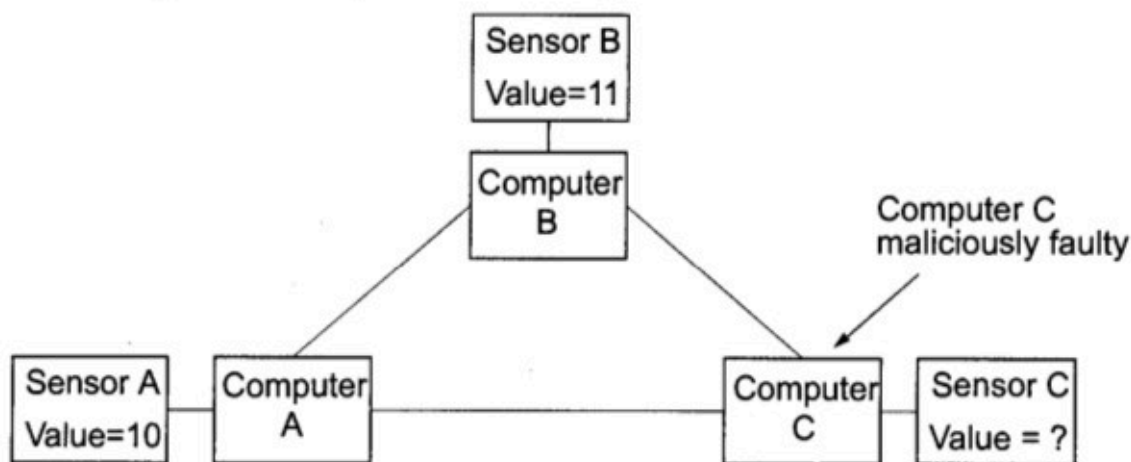 Sensor B
Value=11
Computer
B
Computer C
maliciously faulty
Sensor A
Value=10
Computer
A
Computer
C
Sensor C
Value = ?